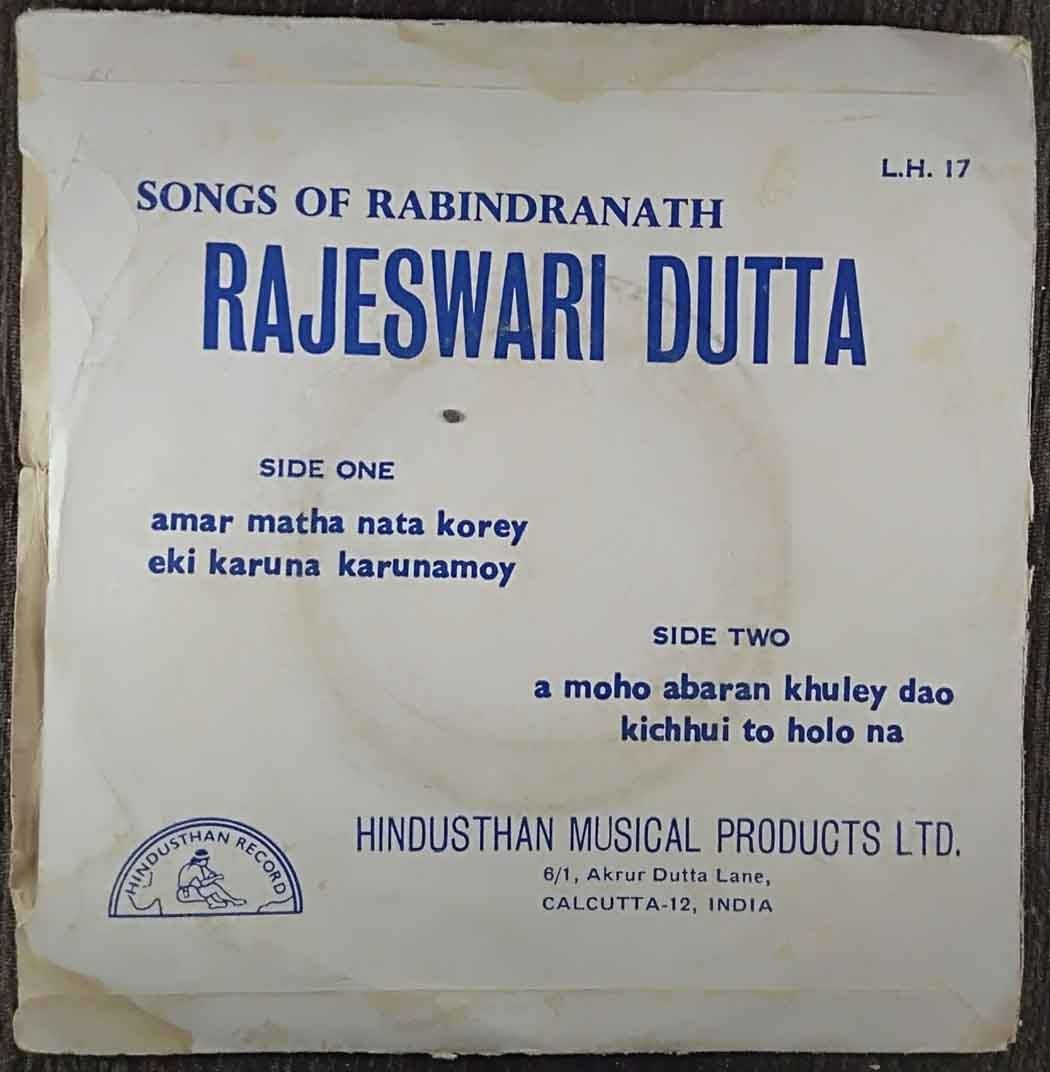 L.H. 17
SONGS OF RABINDRANATH
RAJESWARI DUTTA
SIDE ONE
amar matha nata korey
eki karuna karunamoy
SIDE TWO
a moho abaran khuley dao
kichhui to holo na
HINDUSTHAN RECORD
HINDUSTHAN MUSICAL PRODUCTS LTD.
6/1, Akrur Dutta Lane,
CALCUTTA-12, INDIA